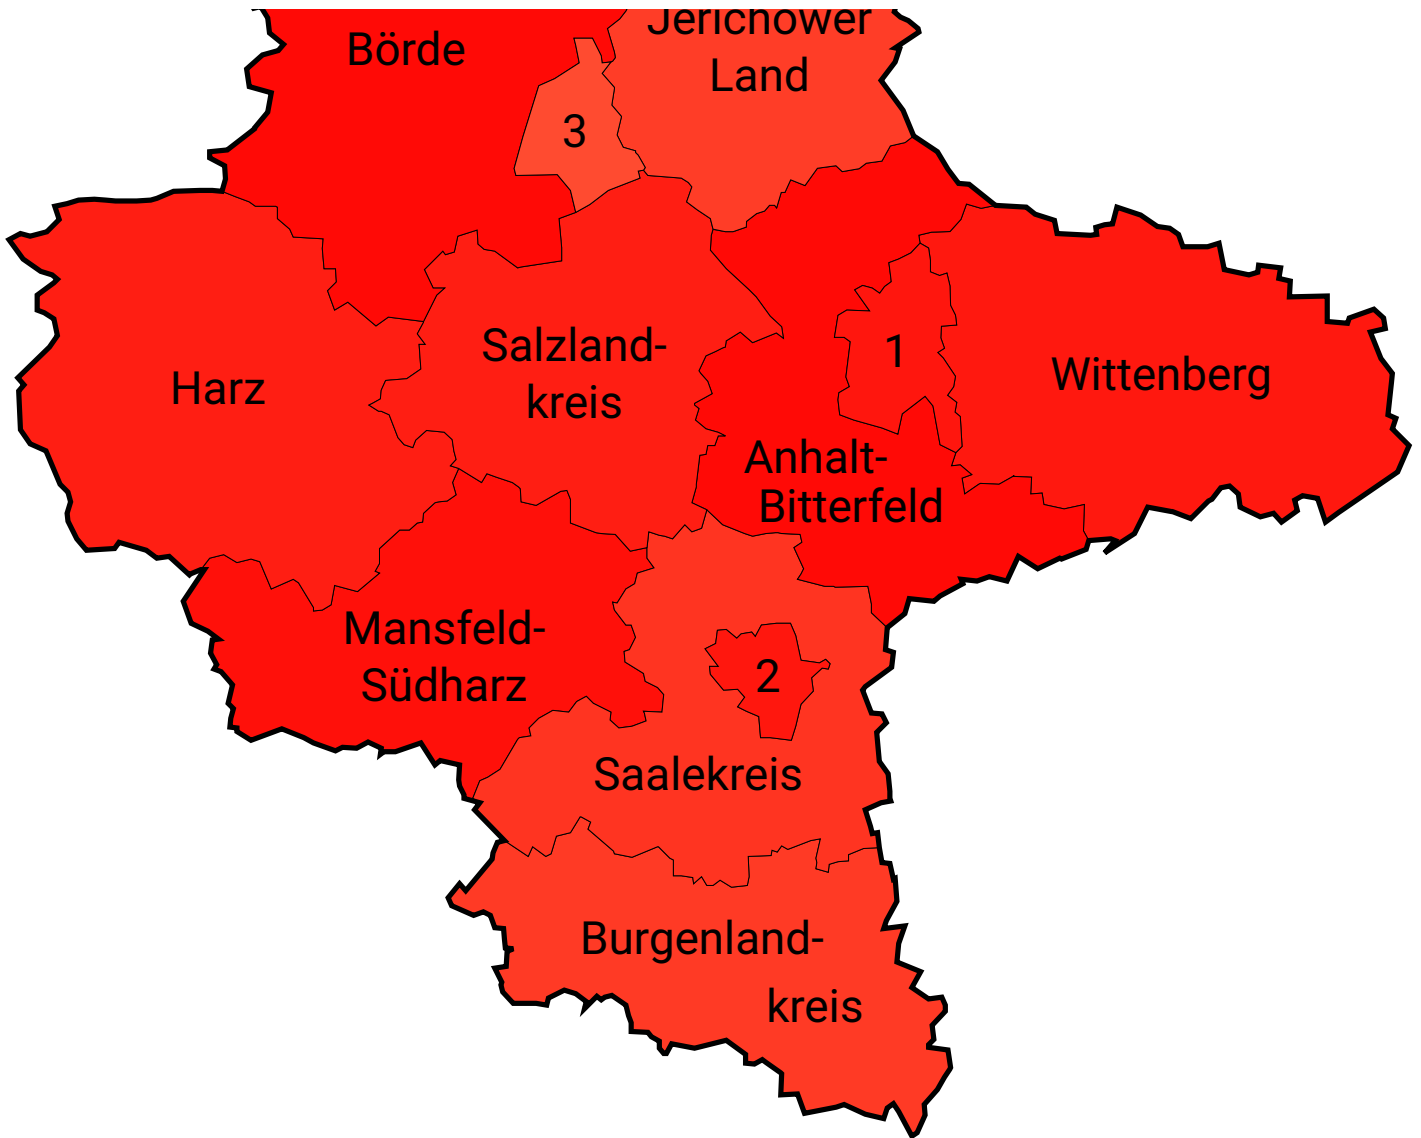 Jerichower
Land
Börde
3
Salzland-
kreis
1
Wittenberg
Harz
Anhalt-
Bitterfeld
Mansfeld-
Südharz
2
Saalekreis
Burgenland-
kreis